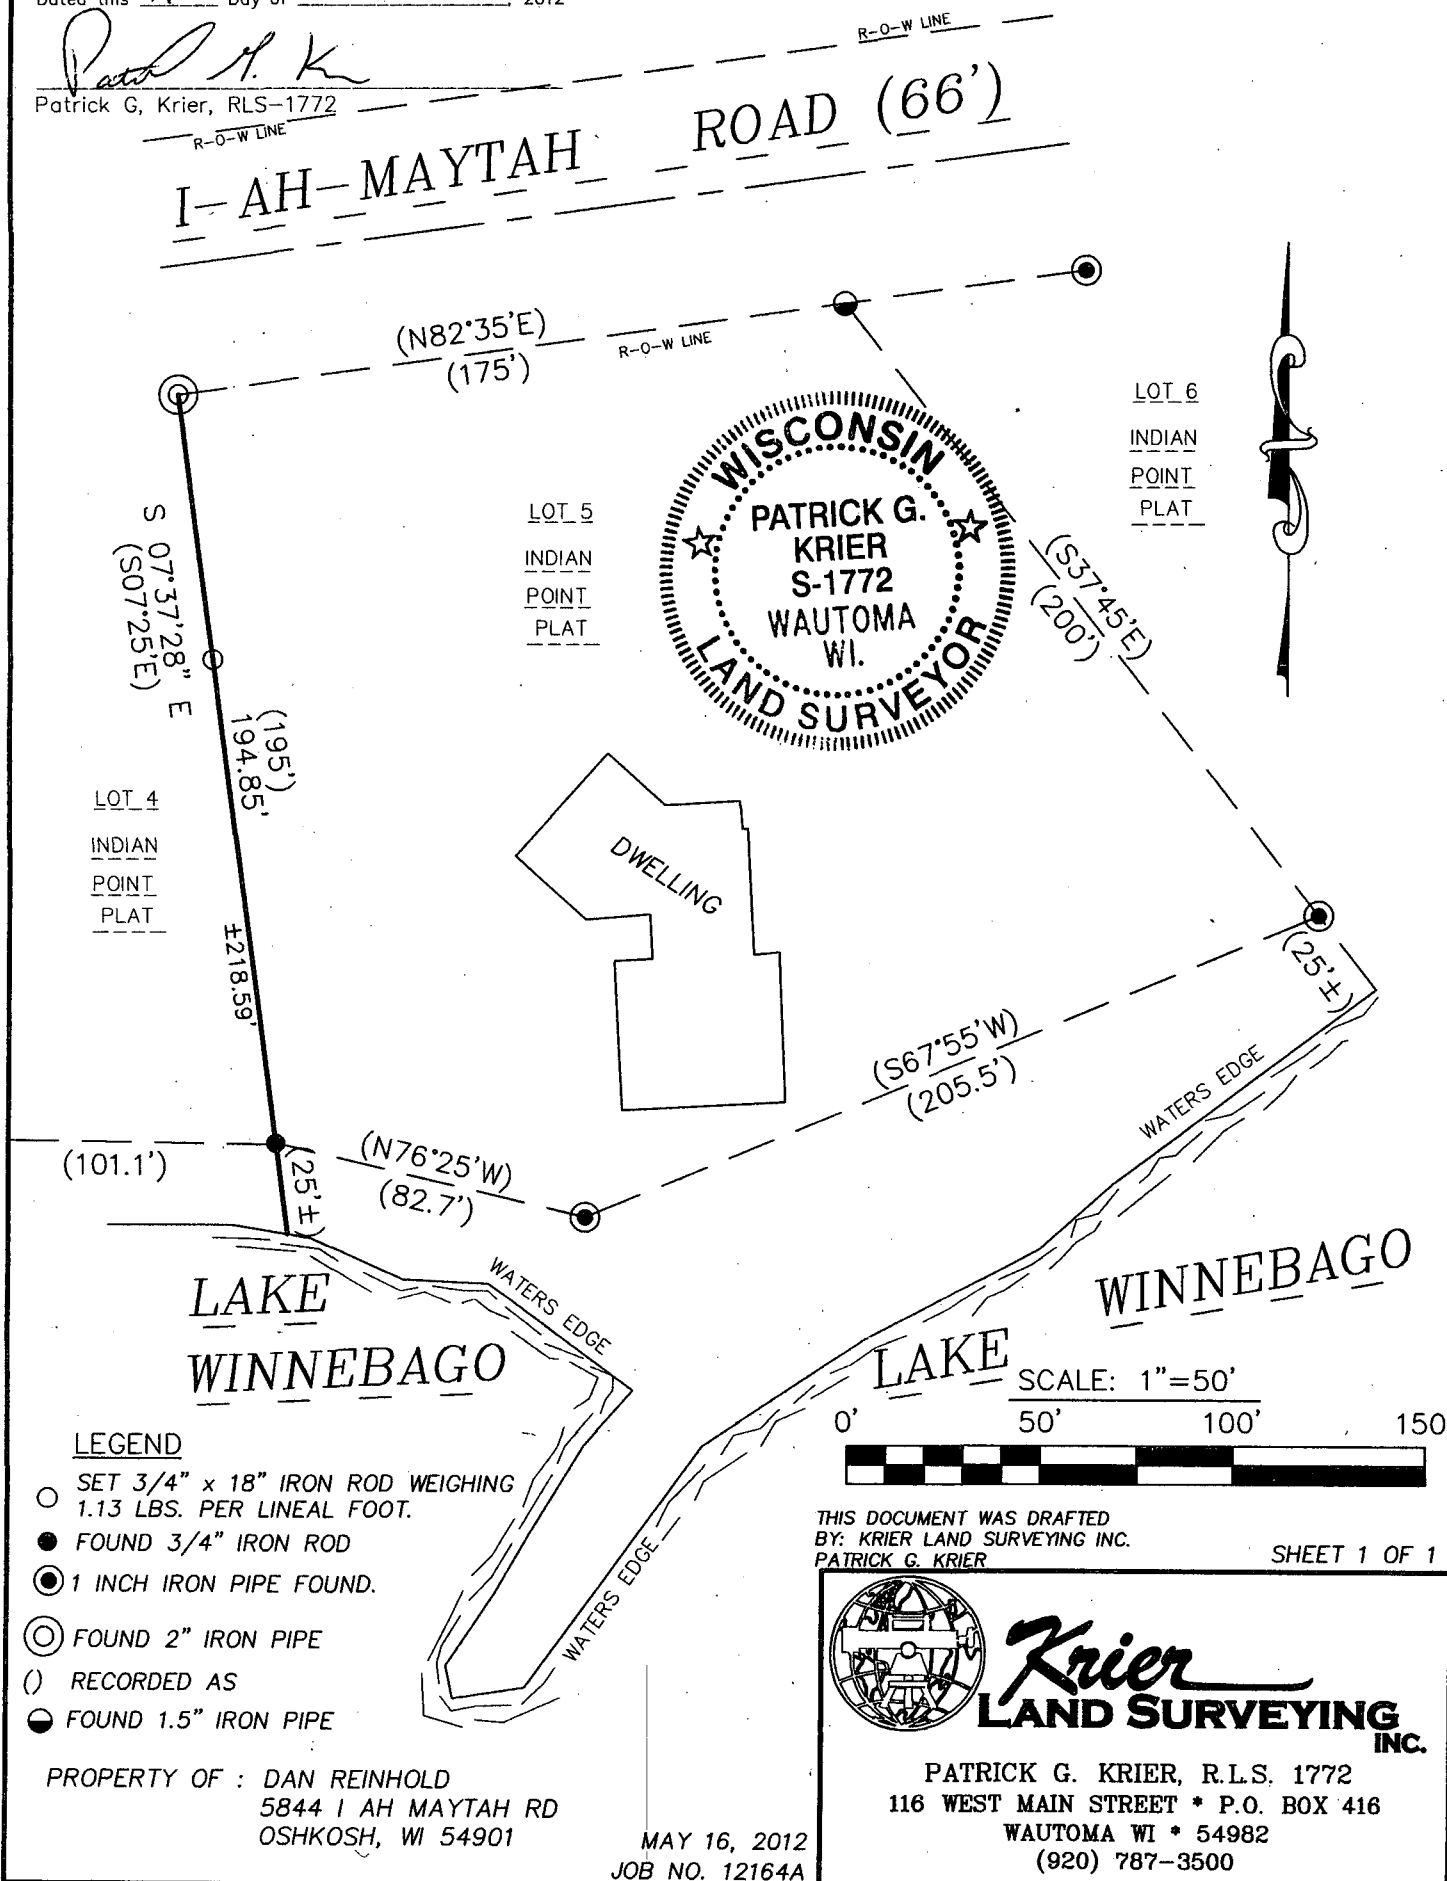 Dated this Day of , 2012
Patrick G, Krier, RLS-1772
R-O-W LINE
R-O-W LINE
I-AH-MAYTAH ROAD (66')
(N82°35'E)
(175')
R-O-W LINE
LOT 6
INDIAN
POINT
PLAT
LOT 5
INDIAN
POINT
PLAT
WISCONSIN
PATRICK G.
KRIER
S-1772
WAUTOMA
WI.
LAND SURVEYOR
(S37°45'E)
(200')
S 07°37'28" E
(S07°25'E)
(195')
194.85'
LOT 4
INDIAN
POINT
PLAT
±218.59'
DWELLING
(25'±)
(S67°55'W)
(205.5')
WATERS EDGE
(101.1')
(25'±)
(N76°25'W)
(82.7')
LAKE
WINNEBAGO
WATERS EDGE
LAKE WINNEBAGO
SCALE: 1"=50'
0' 50' 100' 150
WATERS EDGE
LEGEND
SET 3/4" x 18" IRON ROD WEIGHING
1.13 LBS. PER LINEAL FOOT.
FOUND 3/4" IRON ROD
1 INCH IRON PIPE FOUND.
FOUND 2" IRON PIPE
() RECORDED AS
FOUND 1.5" IRON PIPE
PROPERTY OF : DAN REINHOLD
5844 I AH MAYTAH RD
OSHKOSH, WI 54901
MAY 16, 2012
JOB NO. 12164A
THIS DOCUMENT WAS DRAFTED
BY: KRIER LAND SURVEYING INC.
PATRICK G. KRIER
SHEET 1 OF 1
Krier
LAND SURVEYING
INC.
PATRICK G. KRIER, R.L.S. 1772
116 WEST MAIN STREET * P.O. BOX 416
WAUTOMA WI * 54982
(920) 787-3500